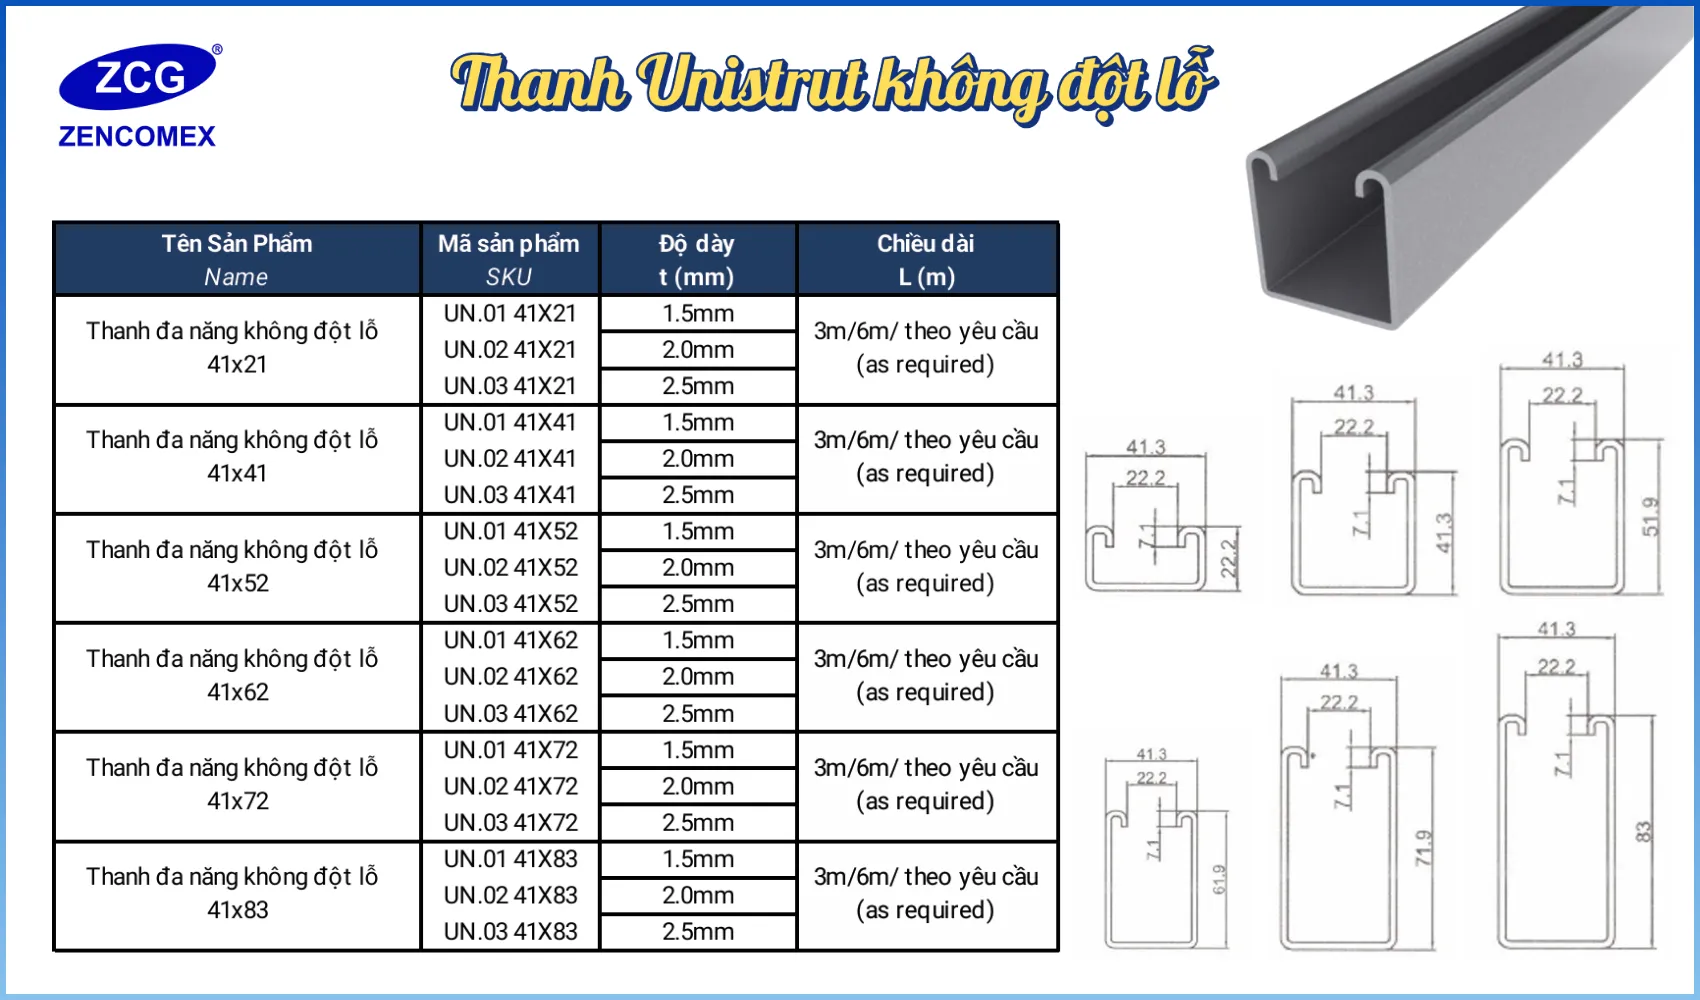 ZCG®
ZENCOMEX
Thanh Unistrut không đột lỗ
Tên Sản Phẩm
Name
Mã sản phẩm
SKU
Độ dày
t (mm)
Chiều dài
L (m)
Thanh đa năng không đột lỗ
41x21
UN.01 41X21
UN.02 41X21
UN.03 41X21
1.5mm
2.0mm
2.5mm
3m/6m/ theo yêu cầu
(as required)
Thanh đa năng không đột lỗ
41x41
UN.01 41X41
UN.02 41X41
UN.03 41X41
1.5mm
2.0mm
2.5mm
3m/6m/ theo yêu cầu
(as required)
Thanh đa năng không đột lỗ
41x52
UN.01 41X52
UN.02 41X52
UN.03 41X52
1.5mm
2.0mm
2.5mm
3m/6m/ theo yêu cầu
(as required)
Thanh đa năng không đột lỗ
41x62
UN.01 41X62
UN.02 41X62
UN.03 41X62
1.5mm
2.0mm
2.5mm
3m/6m/ theo yêu cầu
(as required)
Thanh đa năng không đột lỗ
41x72
UN.01 41X72
UN.02 41X72
UN.03 41X72
1.5mm
2.0mm
2.5mm
3m/6m/ theo yêu cầu
(as required)
Thanh đa năng không đột lỗ
41x83
UN.01 41X83
UN.02 41X83
UN.03 41X83
1.5mm
2.0mm
2.5mm
3m/6m/ theo yêu cầu
(as required)
41.3
22.2
7.1
22.2
41.3
22.2
7.1
41.3
41.3
22.2
7.1
51.9
41.3
22.2
7.1
61.9
41.3
22.2
7.1
71.9
41.3
22.2
7.1
83